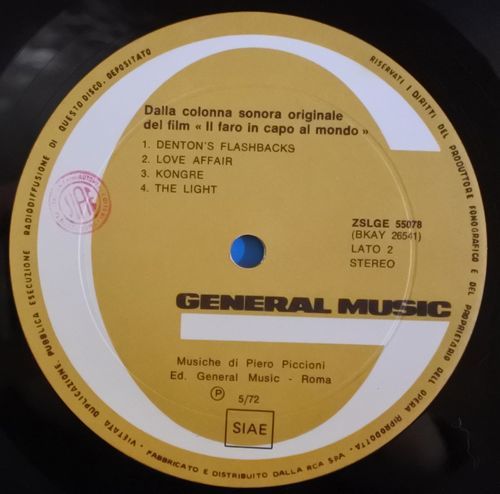 Dalla colonna sonora originale
del film « Il faro in capo al mondo »
1. DENTON'S FLASHBACKS
2. LOVE AFFAIR
3. KONGRE
4. THE LIGHT
ZSLGE 55078
(BKAY 26541)
LATO 2
STEREO
GENERAL MUSIC
Musiche di Piero Piccioni
Ed. General Music - Roma
P 5/72
SIAE
RISERVATI I DIRITTI DEL PRODUTTORE FONOGRAFICO E DEL PROPRIETARIO DELL'OPERA RIPRODOTTA
VIETATA DUPLICAZIONE, PUBBLICA ESECUZIONE RADIODIFFUSIONE DI QUESTO DISCO. DEPOSITATO
FABBRICATO E DISTRIBUITO DALLA RCA SPA -
SIAE